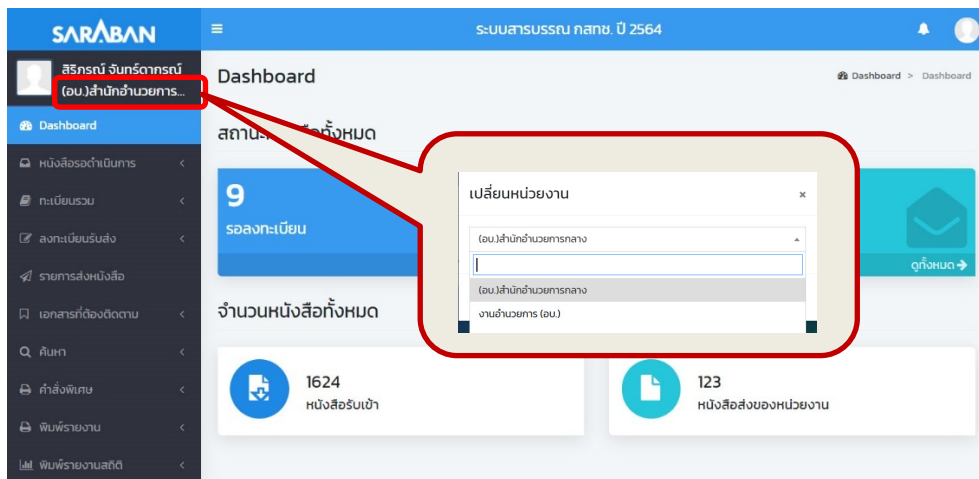 SARABAN
ระบบสารบรรณ กสทช. ปี 2564
สิริภรณ์ จันทร์ดาภรณ์
(อบ.)สำนักอำนวยการ...
Dashboard
Dashboard > Dashboard
Dashboard
หนังสือรอดำเนินการ
ทะเบียนรวม
ลงทะเบียนรับส่ง
รายการส่งหนังสือ
เอกสารที่ต้องติดตาม
ค้นหา
คำสั่งพิเศษ
พิมพ์รายงาน
พิมพ์รายงานสถิติ
ทั้งหมด
9
รอลงทะเบียน
ดูทั้งหมด
เปลี่ยนหน่วยงาน ×
(อบ.)สำนักอำนวยการกลาง
(อบ.)สำนักอำนวยการกลาง
งานอำนวยการ (อบ.)
จำนวนหนังสือทั้งหมด
1624
หนังสือรับเข้า
123
หนังสือส่งของหน่วยงาน